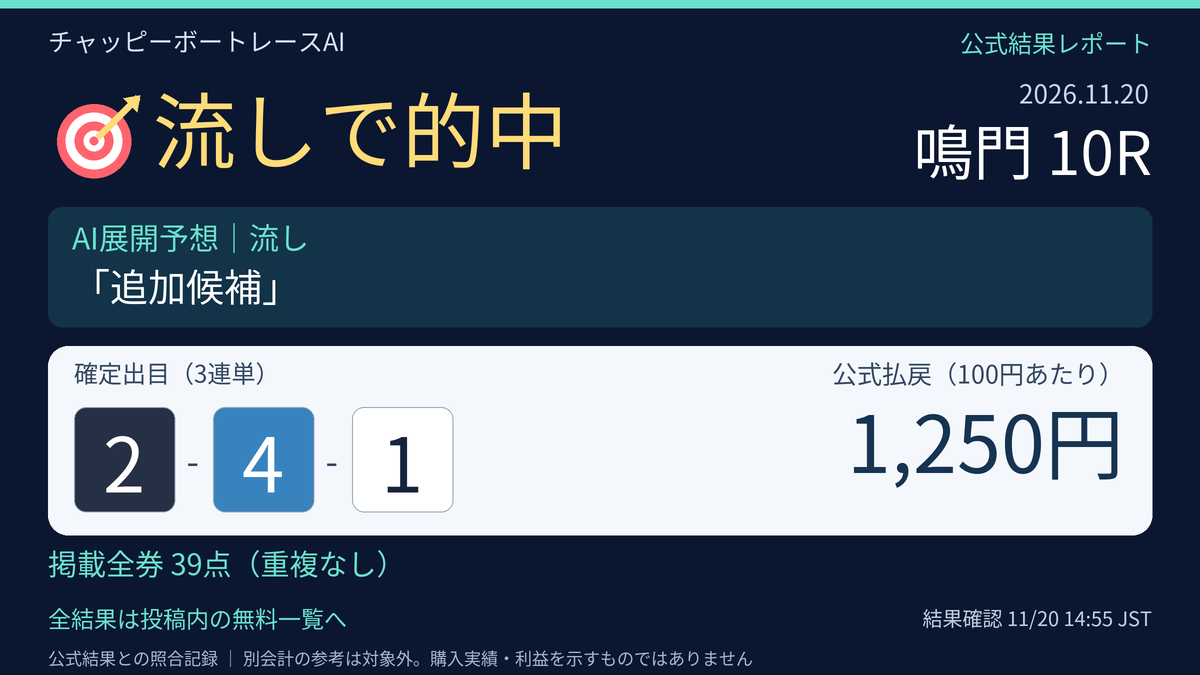 チャッピーボートレースAI
公式結果レポート
2026.11.20
流しで的中
鳴門 10R
AI展開予想｜流し
「追加候補」
確定出目（3連単）
公式払戻（100円あたり）
2 - 4 - 1
1,250円
掲載全券 39点（重複なし）
全結果は投稿内の無料一覧へ
結果確認 11/20 14:55 JST
公式結果との照合記録｜別会計の参考は対象外。購入実績・利益を示すものではありません